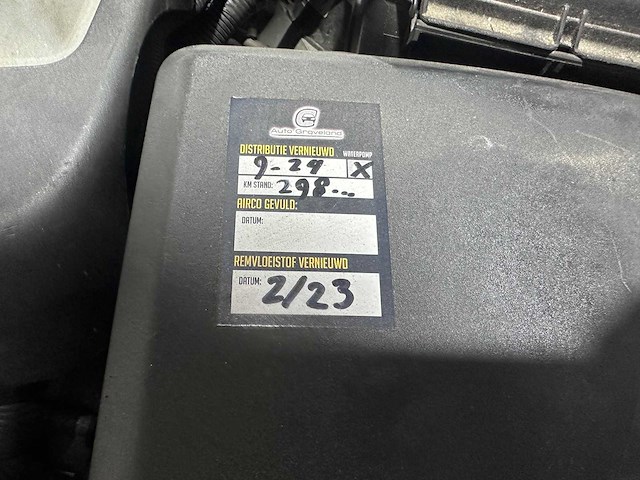 Auto Graveland
DISTRIBUTIE VERNIEUWD WATERPOMP
9-24 X
KM STAND: 298...
AIRCO GEVULD:
DATUM:
REMVLOEISTOF VERNIEUWD
DATUM: 2/23